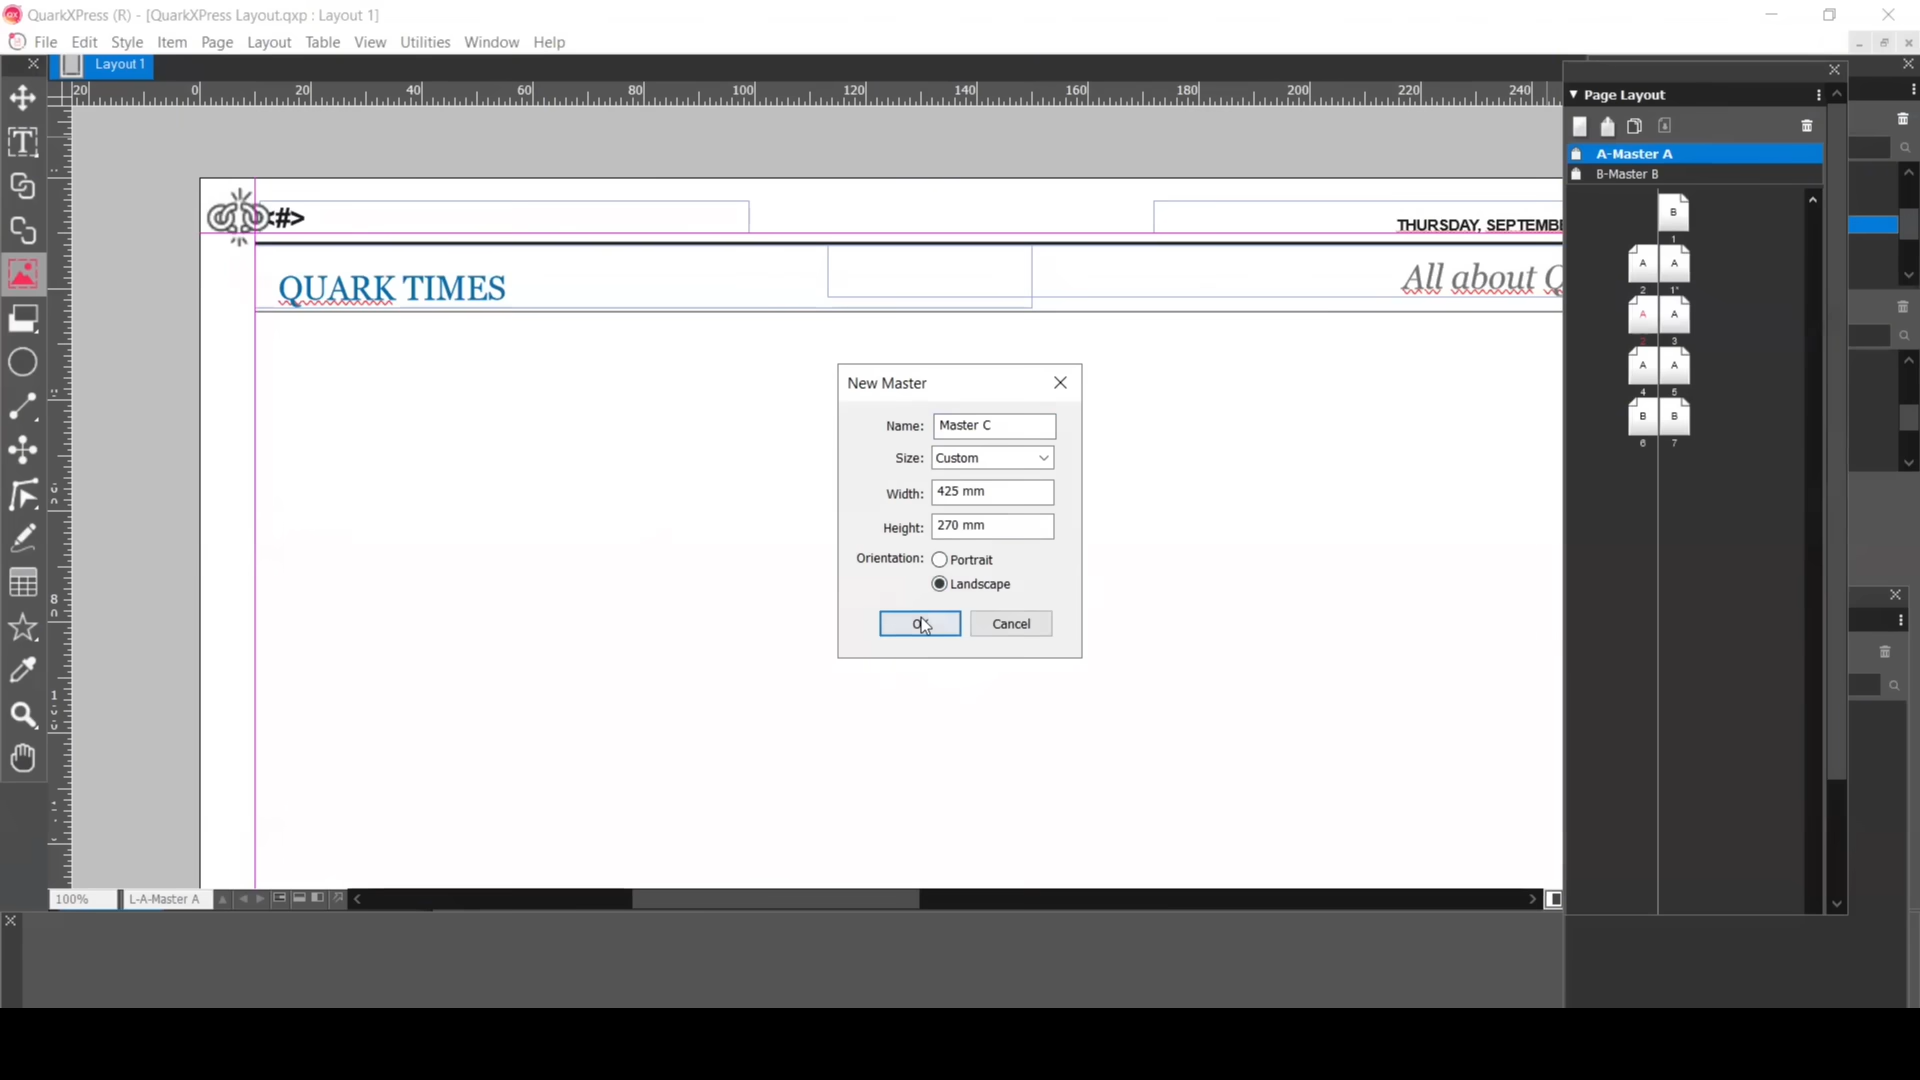 QuarkXPress (R) - [QuarkXPress Layout.qxp : Layout 1]
File Edit Style Item Page Layout Table View Utilities Window Help
Layout 1
20 0 20 40 60 80 100 120 140 160 180 200 220 240
Page Layout
A-Master A
B-Master B
B
1
A A
2 1*
A A
2 3
A A
4 5
B B
6 7
<#>
THURSDAY, SEPTEMBE
QUARK TIMES
All about Q
New Master
Name: Master C
Size: Custom
Width: 425 mm
Height: 270 mm
Orientation: Portrait
Landscape
OK Cancel
100% L-A-Master A